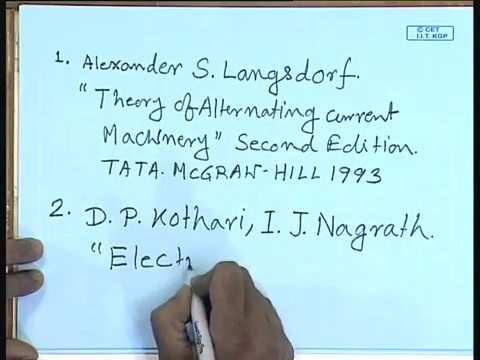 © CET
I.I.T. KGP
1. Alexander S. Langsdorf.
"Theory of Alternating current
Machinery" Second Edition.
TATA. McGRAW-HILL 1993
2. D. P. Kothari, I. J. Nagrath.
"Elect